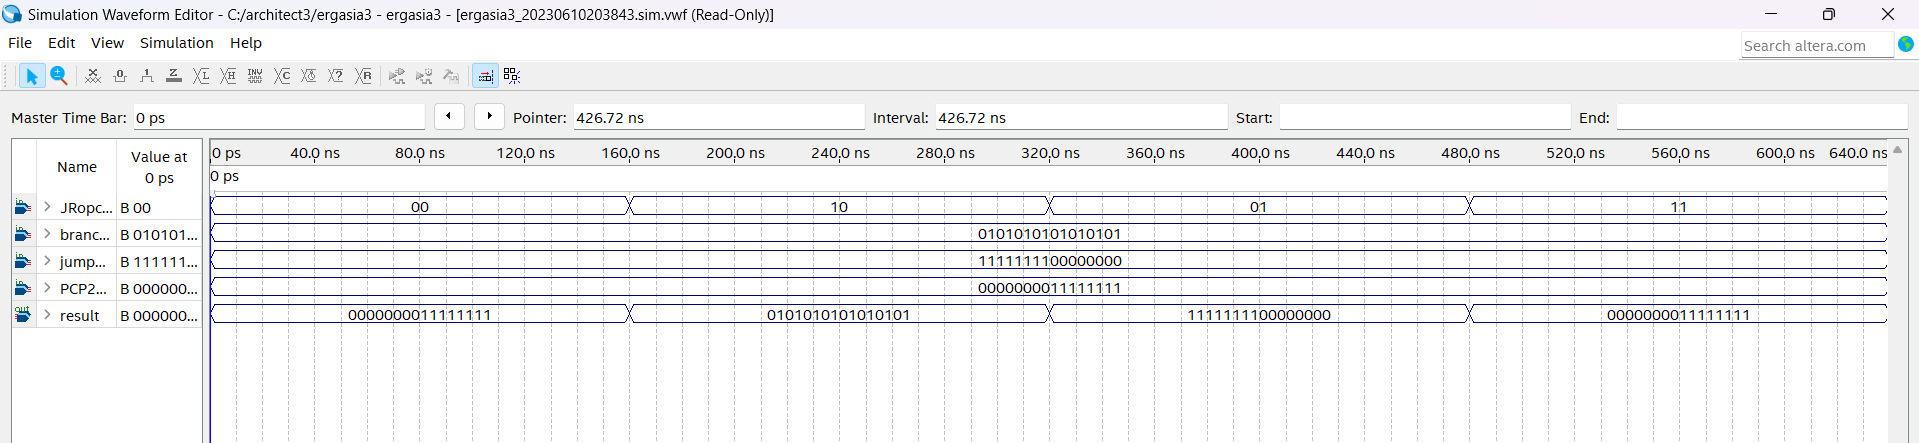 Simulation Waveform Editor - C:/architect3/ergasia3 - ergasia3 - [ergasia3_20230610203843.sim.vwf (Read-Only)]
File Edit View Simulation Help
Search altera.com
Master Time Bar: 0 ps Pointer: 426.72 ns Interval: 426.72 ns Start: End:
Name Value at 0 ps
0 ps 40.0 ns 80.0 ns 120.0 ns 160.0 ns 200.0 ns 240.0 ns 280.0 ns 320.0 ns 360.0 ns 400.0 ns 440.0 ns 480.0 ns 520.0 ns 560.0 ns 600.0 ns 640.0 ns
0 ps
JRopc... B 00 00 10 01 11
branc... B 010101... 0101010101010101
jump... B 111111... 1111111100000000
PCP2... B 000000... 0000000011111111
result B 000000... 0000000011111111 0101010101010101 1111111100000000 0000000011111111